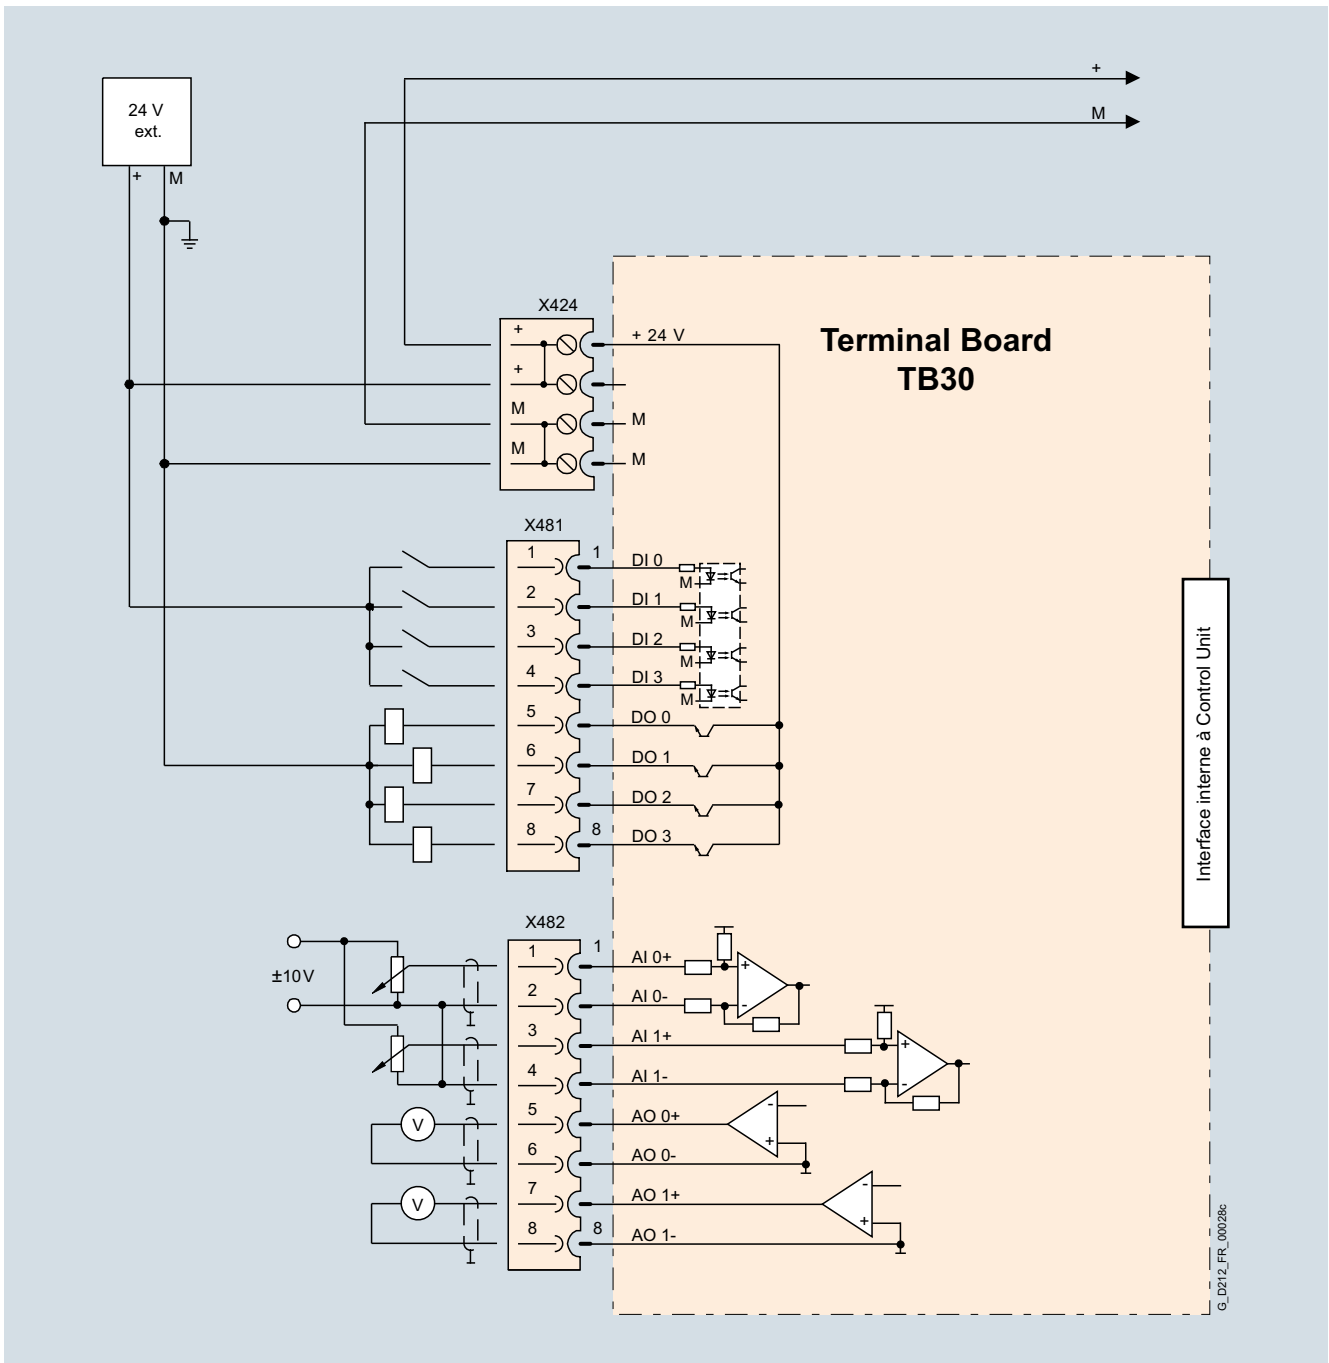 +
M
24 V
ext.
+
M
X424
+
+ 24 V
+
M
M
M
M
Terminal Board
TB30
X481
1
1
DI 0
M
2
DI 1
M
3
DI 2
M
4
DI 3
M
5
DO 0
6
DO 1
7
DO 2
8
8
DO 3
Interface interne à Control Unit
X482
±10 V
1
1
AI 0+
+
2
AI 0-
-
3
AI 1+
+
4
AI 1-
-
V
5
AO 0+
-
+
6
AO 0-
V
7
AO 1+
-
+
8
8
AO 1-
G_D212_FR_00028c